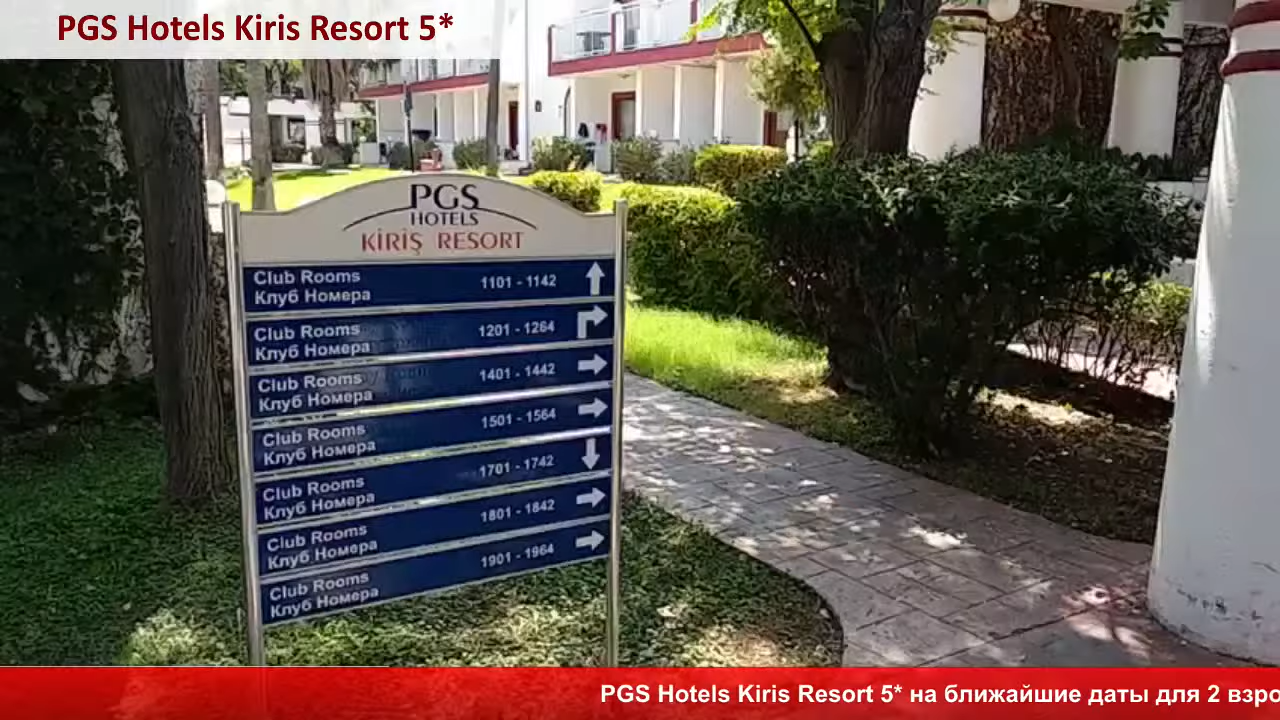 PGS Hotels Kiris Resort 5*
PGS
HOTELS
KİRİŞ RESORT
Club Rooms
Клуб Номера
1101 - 1142
Club Rooms
Клуб Номера
1201 - 1264
Club Rooms
Клуб Номера
1401 - 1442
Club Rooms
Клуб Номера
1501 - 1564
Club Rooms
Клуб Номера
1701 - 1742
Club Rooms
Клуб Номера
1801 - 1842
Club Rooms
Клуб Номера
1901 - 1964
PGS Hotels Kiris Resort 5* на ближайшие даты для 2 взро